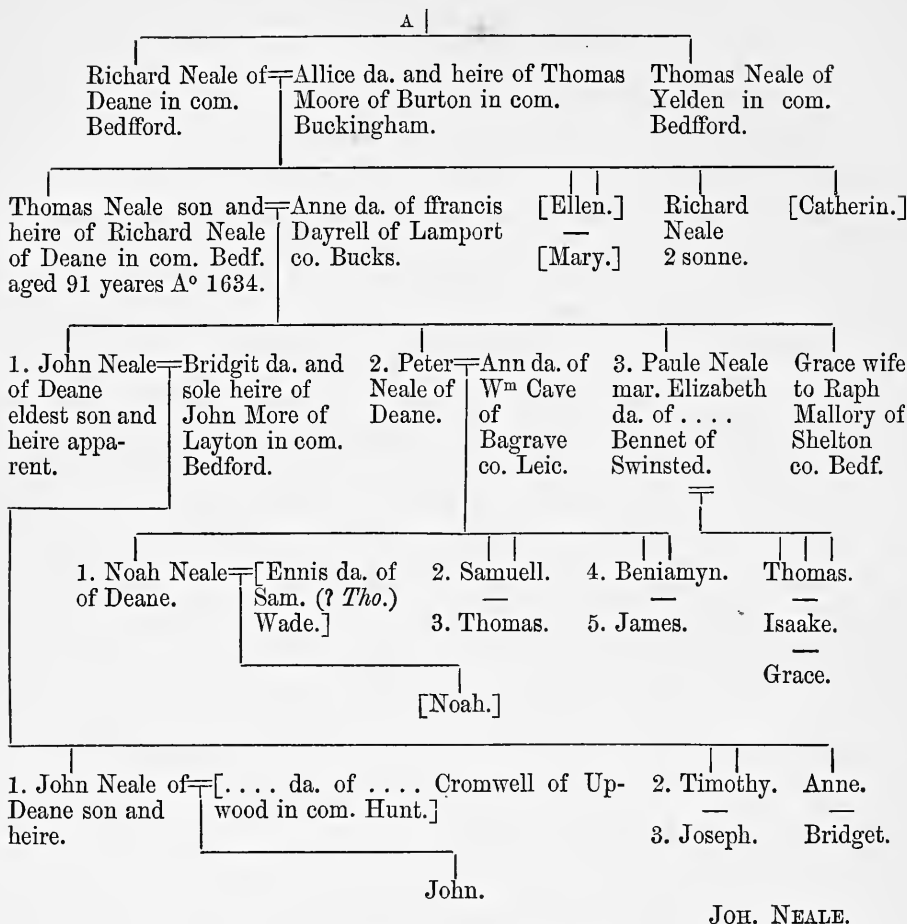 A
Richard Neale of
Deane in com.
Bedfford.
Allice da. and heire of Thomas
Moore of Burton in com.
Buckingham.
Thomas Neale of
Yelden in com.
Bedfford.
Thomas Neale son and
heire of Richard Neale
of Deane in com. Bedf.
aged 91 yeares Aº 1634.
Anne da. of ffrancis
Dayrell of Lamport
co. Bucks.
[Ellen.]
—
[Mary.]
Richard
Neale
2 sonne.
[Catherin.]
1. John Neale
of Deane
eldest son and
heire appa-
rent.
Bridgit da. and
sole heire of
John More of
Layton in com.
Bedford.
2. Peter
Neale of
Deane.
Ann da. of
Wᵐ Cave
of
Bagrave
co. Leic.
3. Paule Neale
mar. Elizabeth
da. of . . . .
Bennet of
Swinsted.
Grace wife
to Raph
Mallory of
Shelton
co. Bedf.
1. Noah Neale
of Deane.
[Ennis da. of
Sam. (? Tho.)
Wade.]
2. Samuell.
—
3. Thomas.
4. Beniamyn.
—
5. James.
Thomas.
—
Isaake.
—
Grace.
[Noah.]
1. John Neale of
Deane son and
heire.
[. . . . da. of . . . . Cromwell of Up-
wood in com. Hunt.]
2. Timothy.
—
3. Joseph.
Anne.
—
Bridget.
John.
JOH. NEALE.